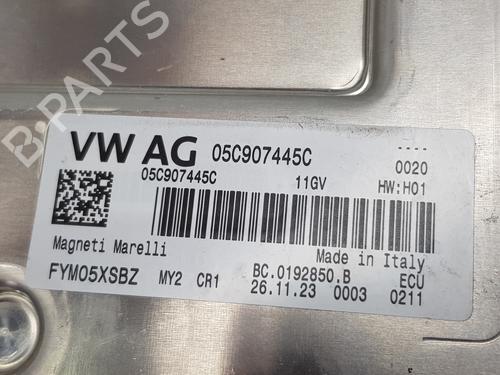 B-PARTS
VW AG 05C907445C ----
05C907445C 11GV 0020
HW:H01
Magneti Marelli Made in Italy
FYM05XSBZ MY2 CR1 BC.0192850.B ECU
26.11.23 0003 0211